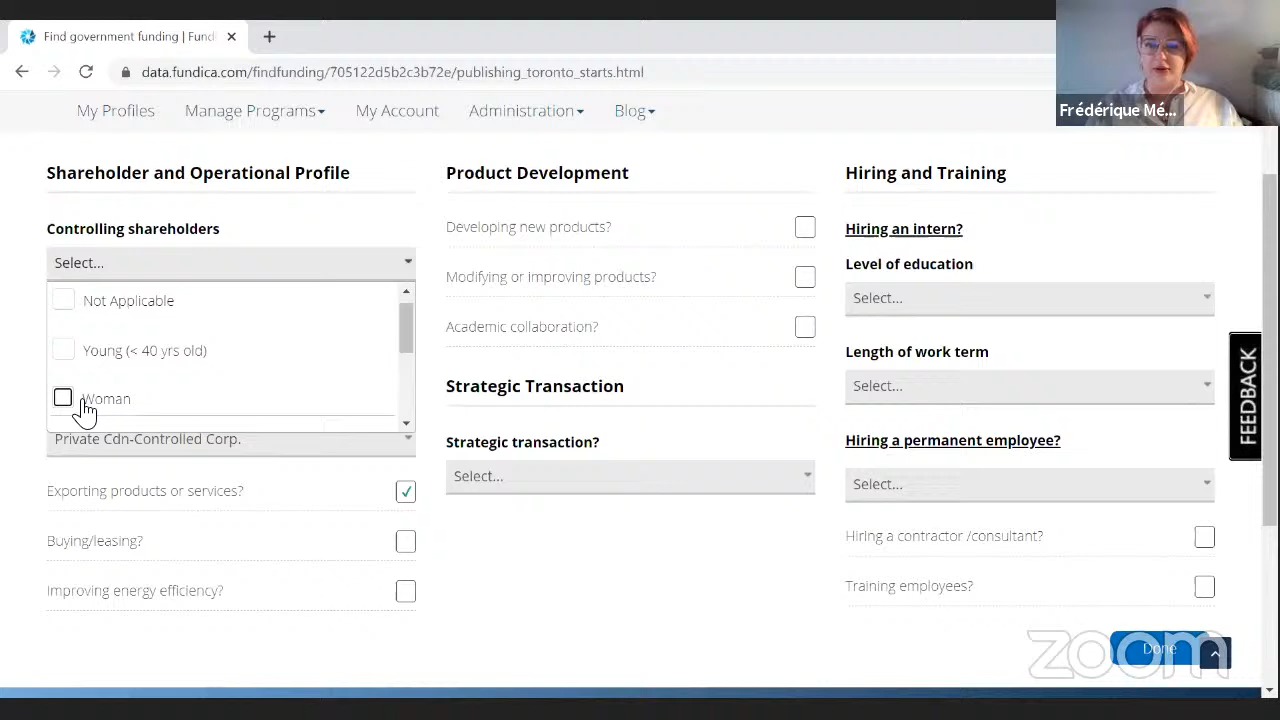 Find government funding | Fundi
data.fundica.com/findfunding/705122d5b2c3b72e/publishing_toronto_starts.html
My Profiles
Manage Programs
My Account
Administration
Blog
Frédérique Mé...
Shareholder and Operational Profile
Controlling shareholders
Select...
Not Applicable
Young (< 40 yrs old)
Woman
Private Cdn-Controlled Corp.
Exporting products or services?
Buying/leasing?
Improving energy efficiency?
Product Development
Developing new products?
Modifying or improving products?
Academic collaboration?
Strategic Transaction
Strategic transaction?
Select...
Hiring and Training
Hiring an intern?
Level of education
Select...
Length of work term
Select...
Hiring a permanent employee?
Select...
Hiring a contractor /consultant?
Training employees?
Done
FEEDBACK
zoom